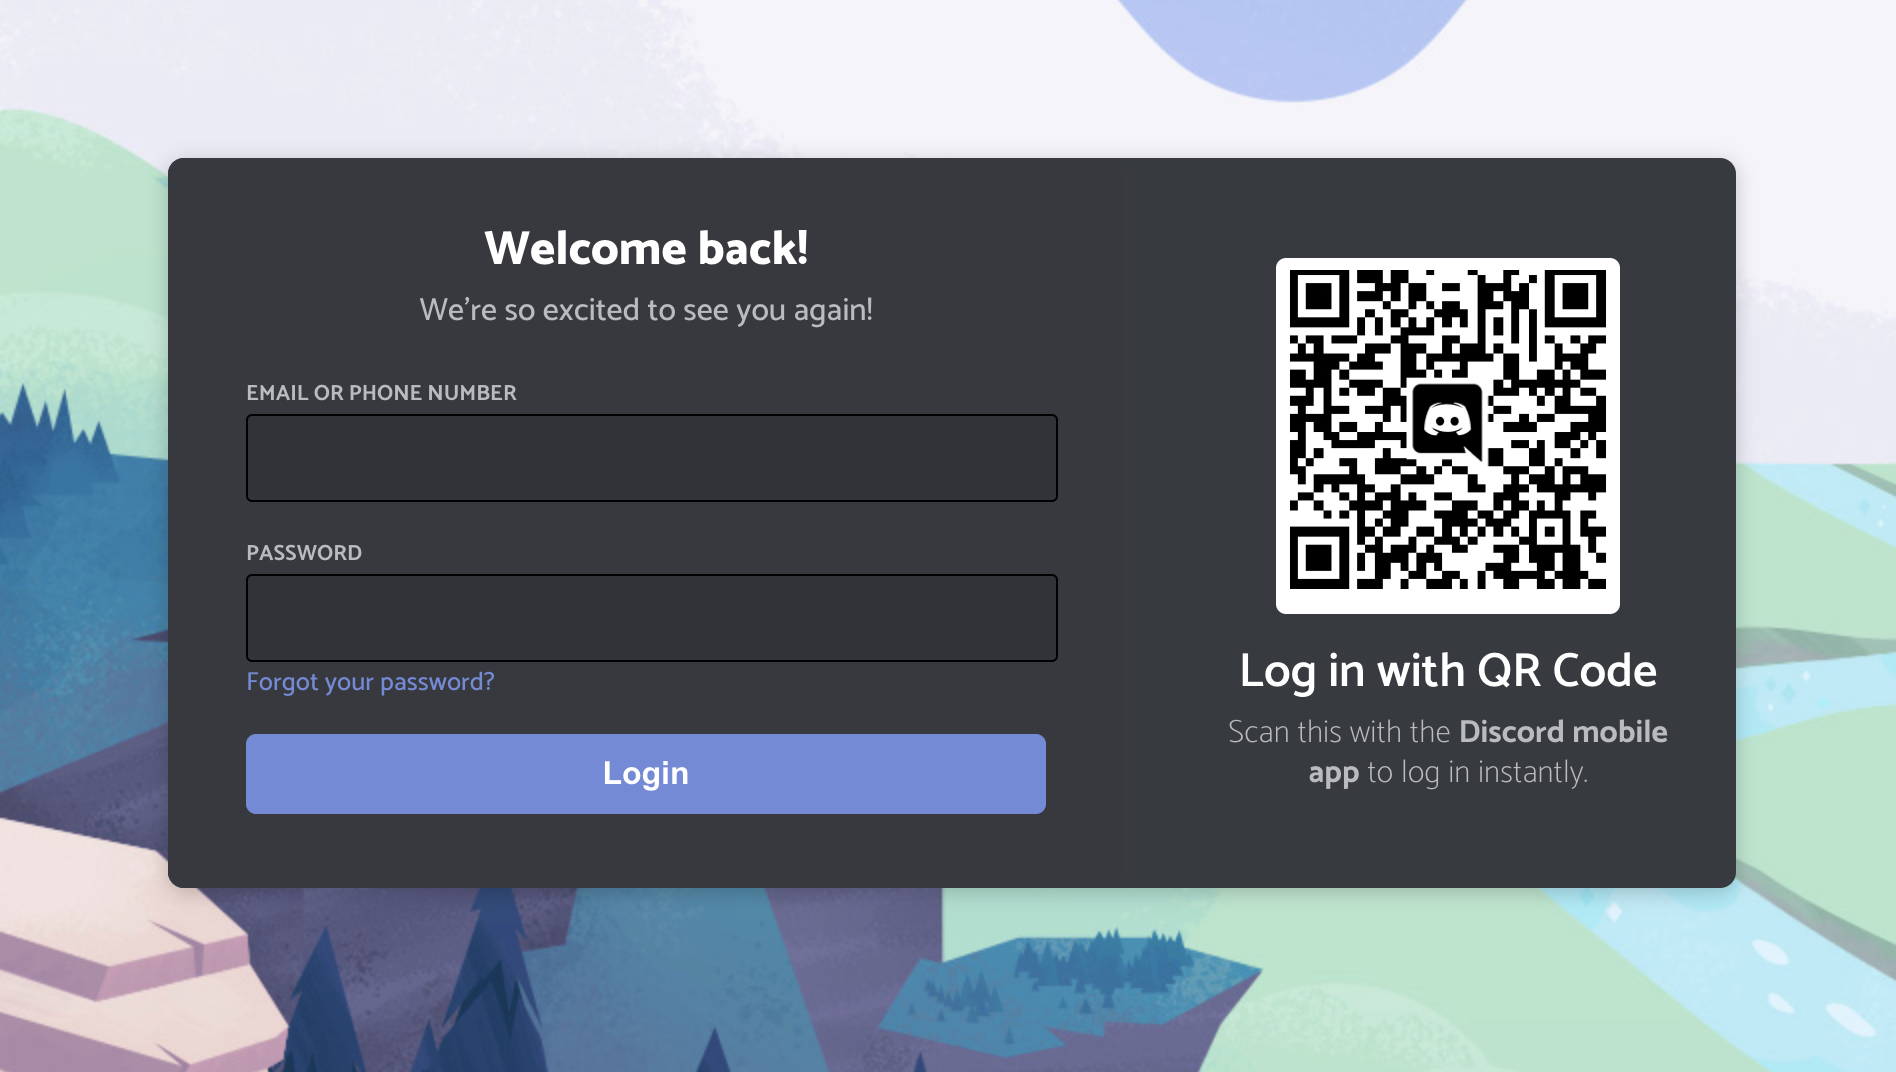 Welcome back!
We're so excited to see you again!
EMAIL OR PHONE NUMBER
PASSWORD
Forgot your password?
Login
Log in with QR Code
Scan this with the Discord mobile
app to log in instantly.